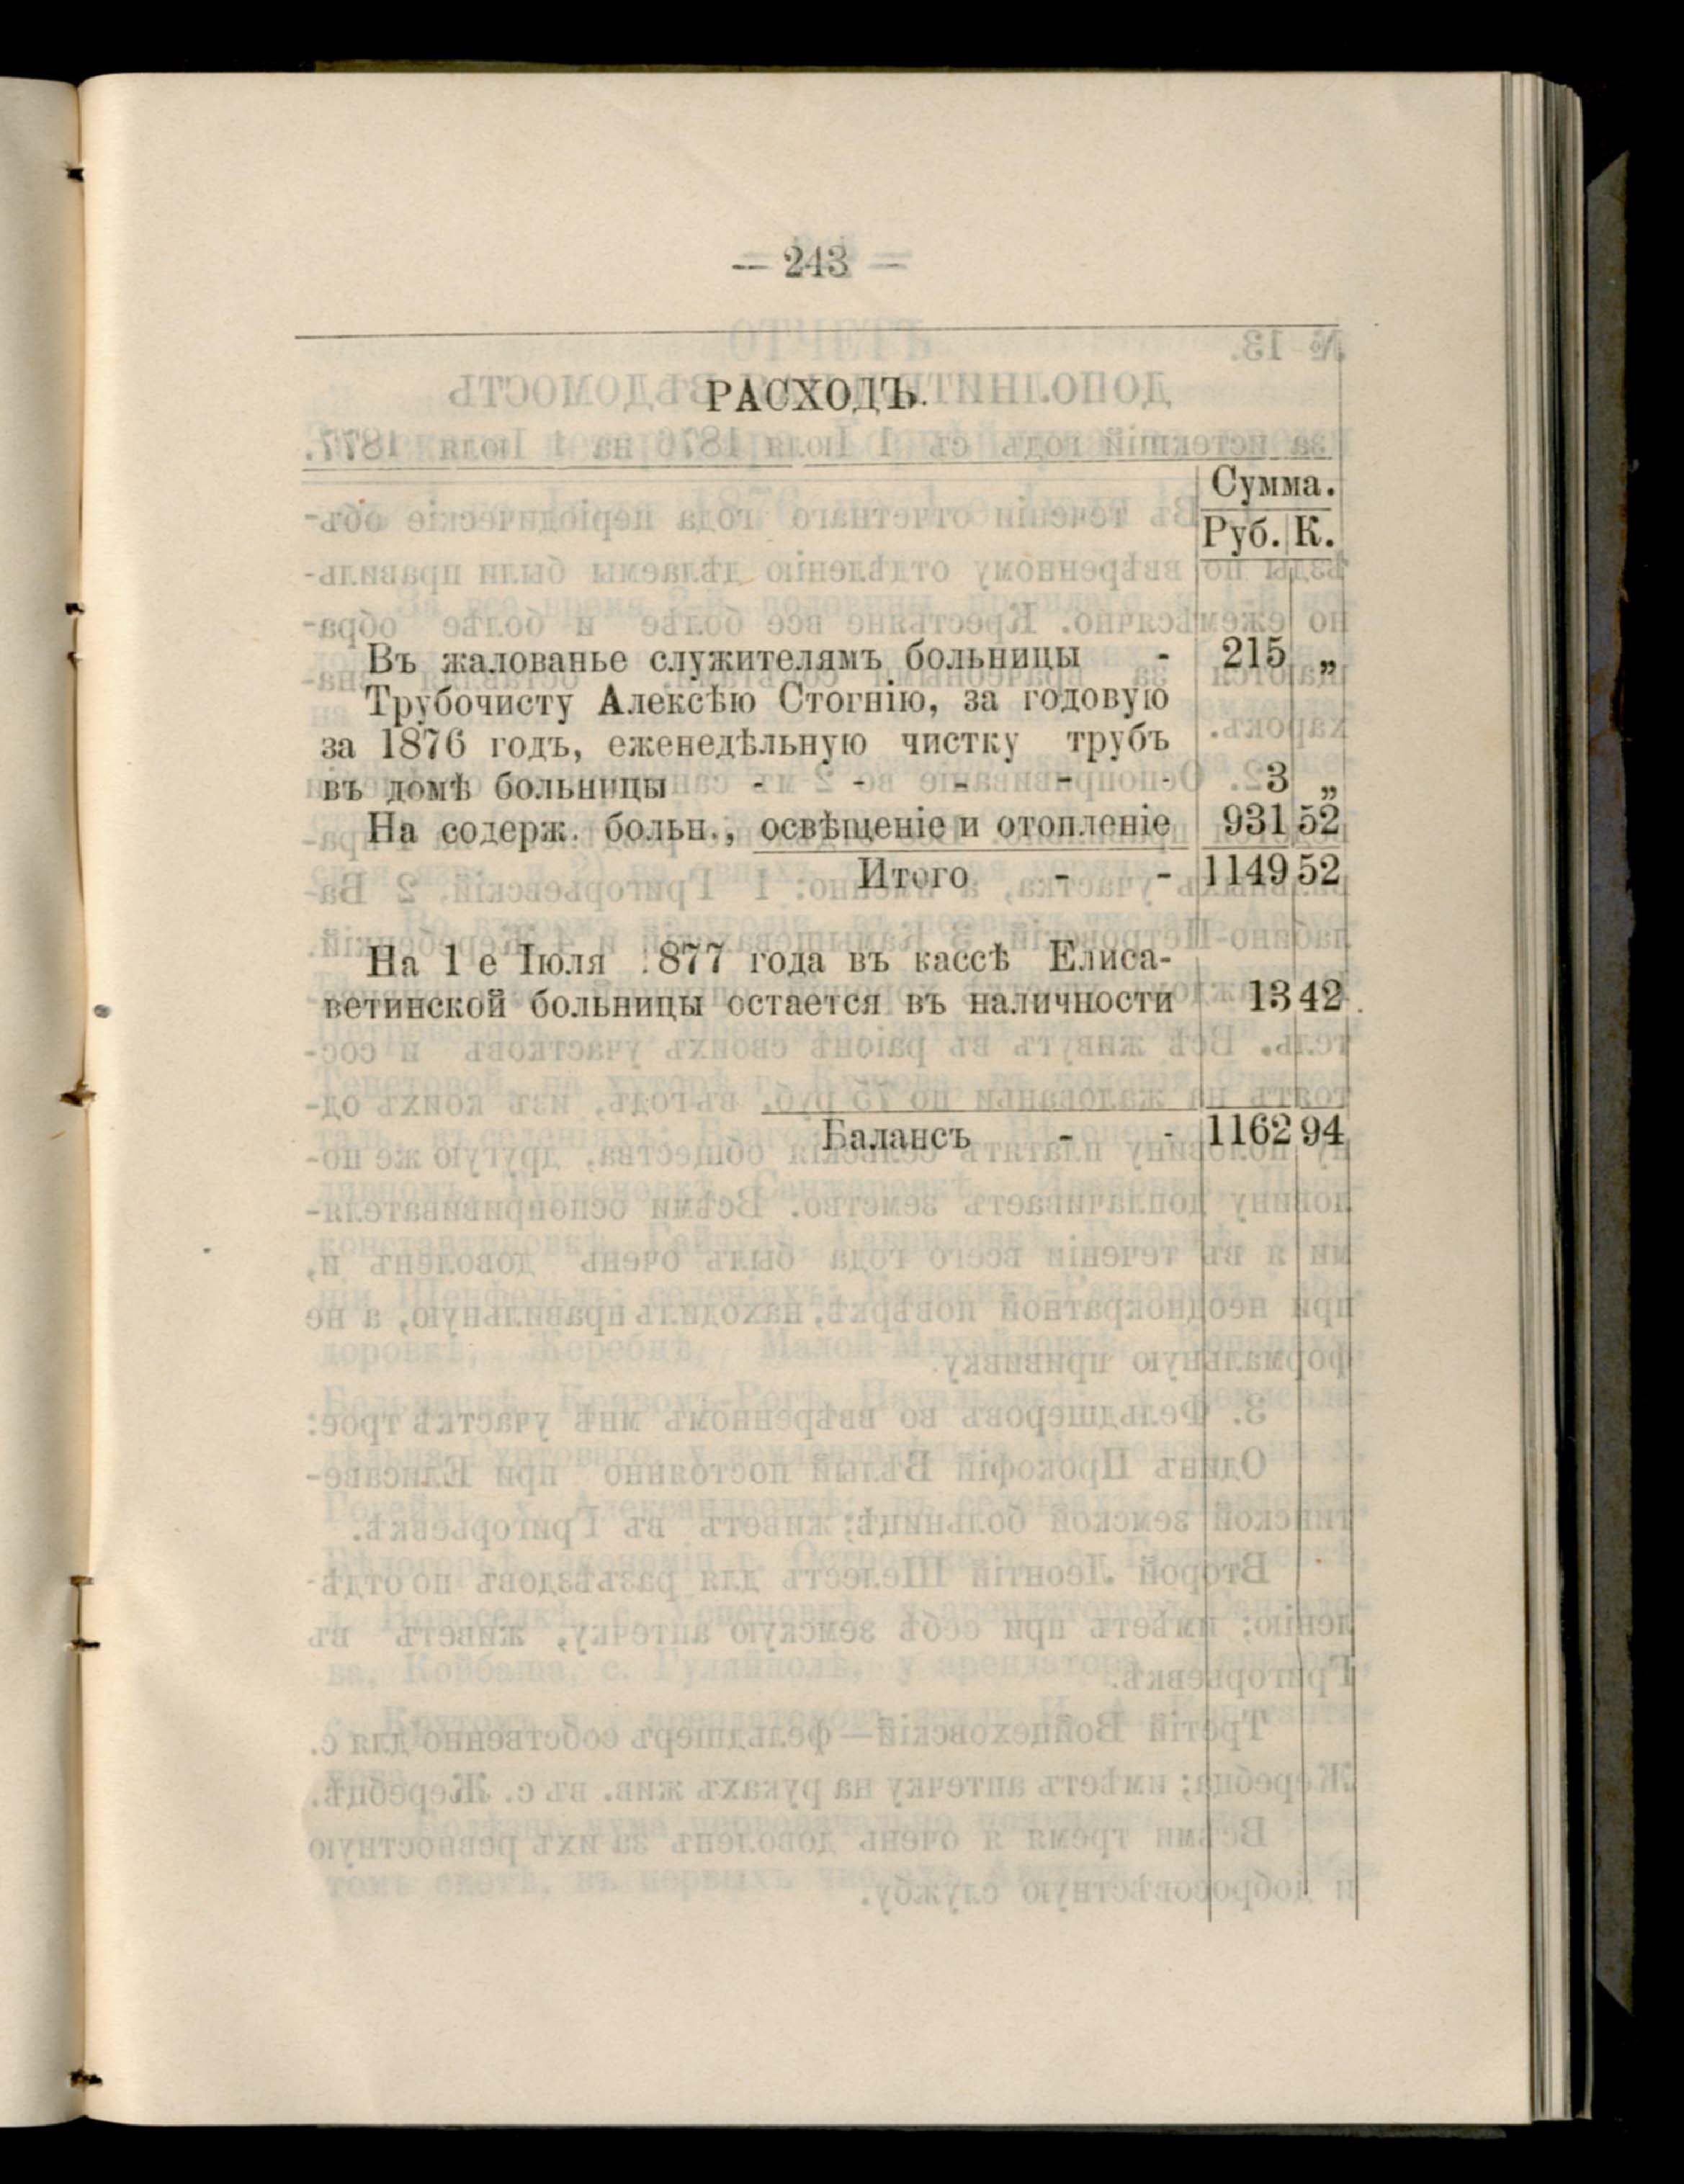 — 243 —
РАСХОДЪ.
Сумма.
Руб. К.
Въ жалованье служителямъ больницы - 215 „
Трубочисту Алексѣю Стогнію, за годовую
за 1876 годъ, еженедѣльную чистку трубъ
въ домѣ больницы - - - - - 3 „
На содерж. больн., освѣщеніе и отопленіе 931 52
Итого - - 1149 52
На 1 е Іюля 1877 года въ кассѣ Елиса-
ветинской больницы остается въ наличности 13 42
Балансъ - - 1162 94